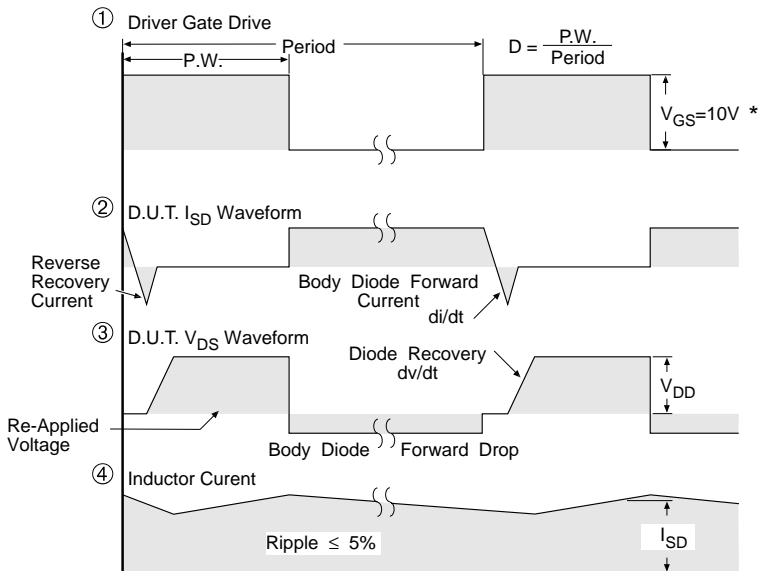 ① Driver Gate Drive
Period
P.W.
D = P.W. / Period
V_GS=10V *
② D.U.T. I_SD Waveform
Reverse
Recovery
Current
Body Diode Forward
Current
di/dt
③ D.U.T. V_DS Waveform
Diode Recovery
dv/dt
V_DD
Re-Applied
Voltage
Body Diode Forward Drop
④ Inductor Curent
Ripple ≤ 5%
I_SD